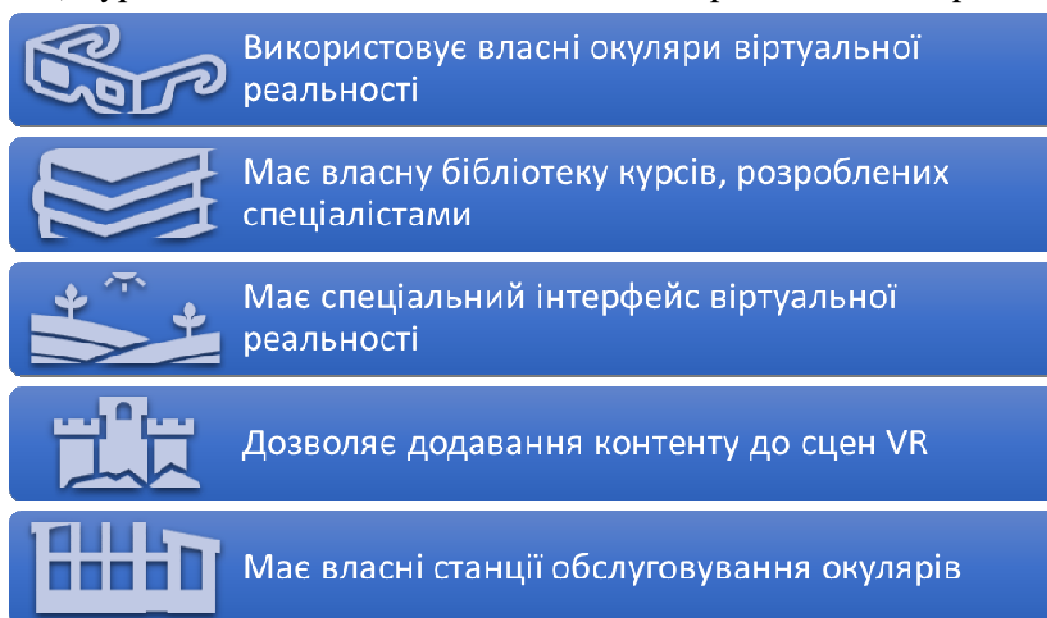 Використовує власні окуляри віртуальної
реальності
Має власну бібліотеку курсів, розроблених
спеціалістами
Має спеціальний інтерфейс віртуальної
реальності
Дозволяє додавання контенту до сцен VR
Має власні станції обслуговування окулярів